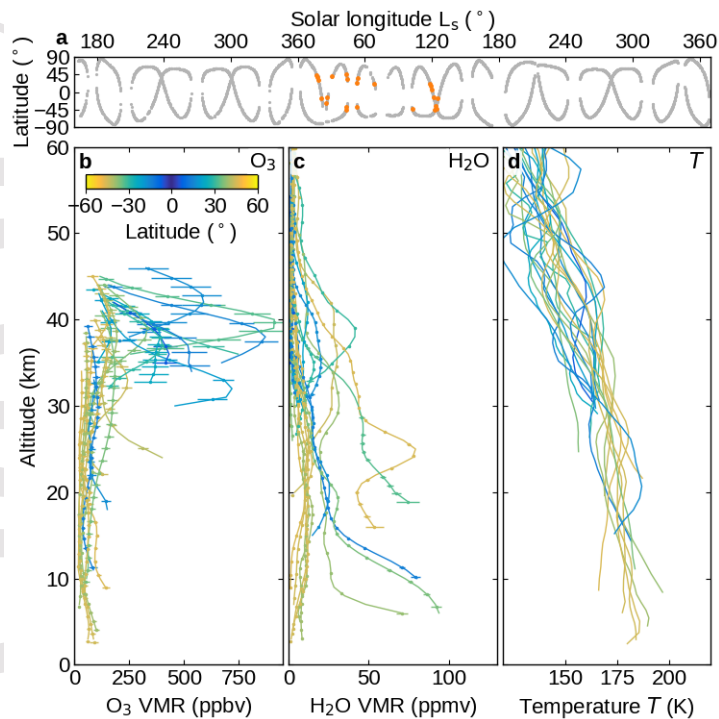 Solar longitude Ls (°)
180 240 300 360 60 120 180 240 300 360
a
Latitude (°)
90
45
0
−45
−90
b O₃
c H₂O
d T
−60 −30 0 30 60
Latitude (°)
Altitude (km)
60
50
40
30
20
10
0
0 250 500 750
0 50 100
150 200
O₃ VMR (ppbv)
H₂O VMR (ppmv)
Temperature T (K)